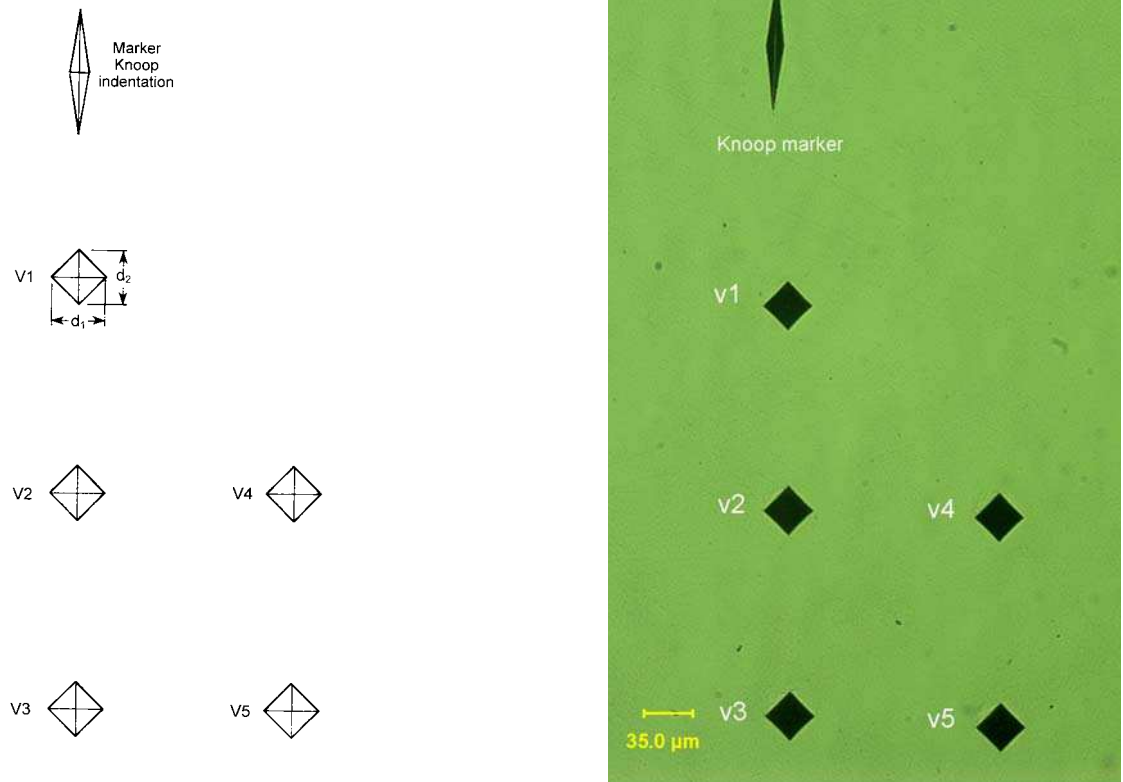 Marker
Knoop
indentation
V1
d₂
d₁
V2
V4
V3
V5
Knoop marker
v1
v2
v4
v3
v5
35.0 µm